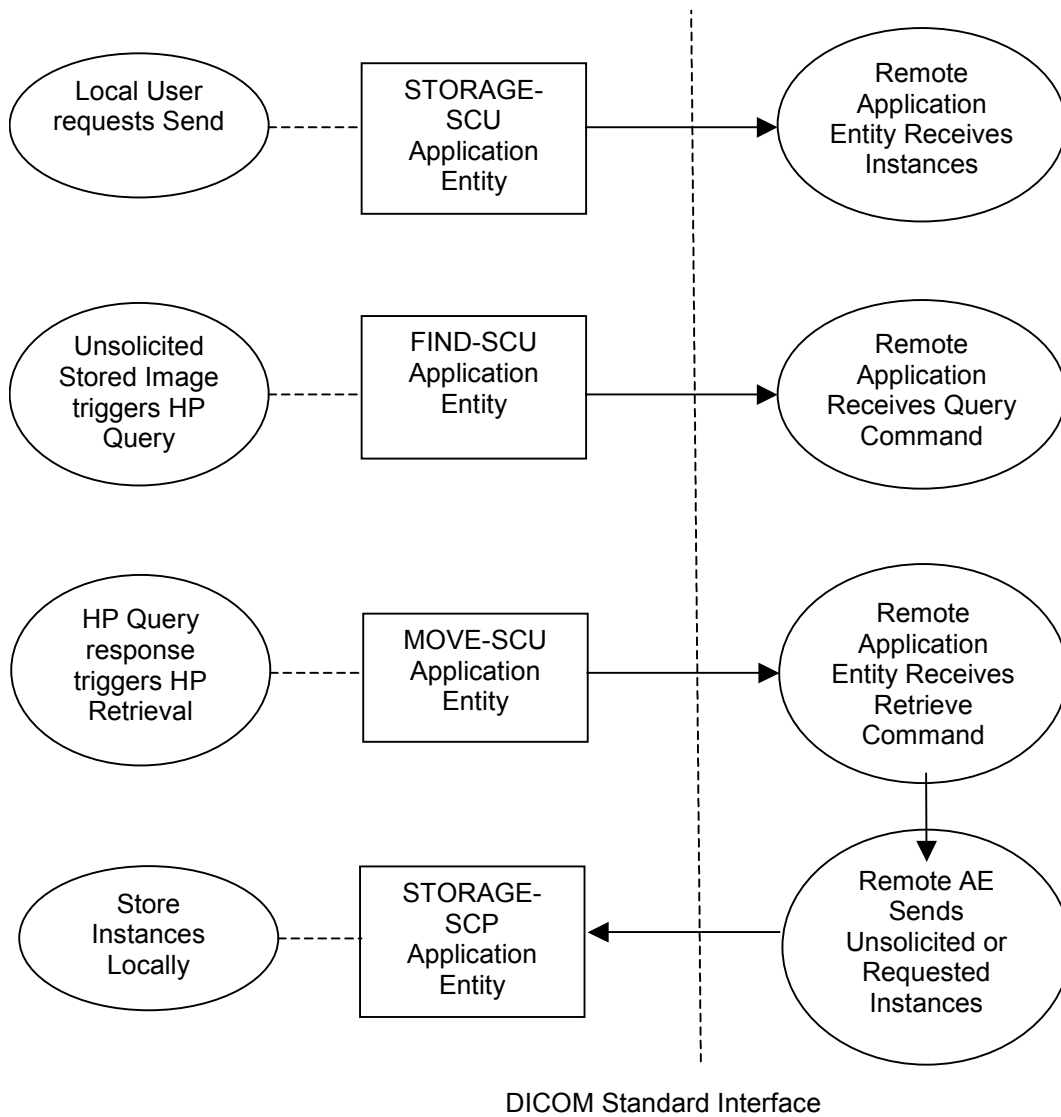 Local User
requests Send
STORAGE-
SCU
Application
Entity
Remote
Application
Entity Receives
Instances
Unsolicited
Stored Image
triggers HP
Query
FIND-SCU
Application
Entity
Remote
Application
Receives Query
Command
HP Query
response
triggers HP
Retrieval
MOVE-SCU
Application
Entity
Remote
Application
Entity Receives
Retrieve
Command
Store
Instances
Locally
STORAGE-
SCP
Application
Entity
Remote AE
Sends
Unsolicited or
Requested
Instances
DICOM Standard Interface